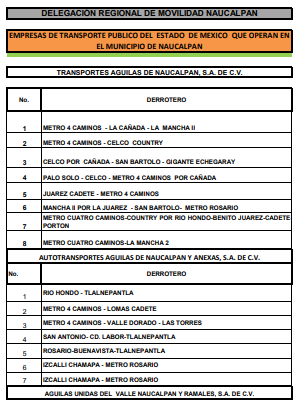 DELEGACIÓN REGIONAL DE MOVILIDAD NAUCALPAN
EMPRESAS DE TRANSPORTE PUBLICO DEL ESTADO DE MEXICO QUE OPERAN EN
EL MUNICIPIO DE NAUCALPAN
TRANSPORTES AGUILAS DE NAUCALPAN, S.A. DE C.V.
No. DERROTERO
1 METRO 4 CAMINOS - LA CAÑADA - LA MANCHA II
2 METRO 4 CAMINOS - CELCO COUNTRY
3 CELCO POR CAÑADA - SAN BARTOLO - GIGANTE ECHEGARAY
4 PALO SOLO - CELCO - METRO 4 CAMINOS POR CAÑADA
5 JUAREZ CADETE - METRO 4 CAMINOS
6 MANCHA II POR LA JUAREZ - SAN BARTOLO- METRO ROSARIO
7 METRO CUATRO CAMINOS-COUNTRY POR RIO HONDO-BENITO JUAREZ-CADETE
PORTON
8 METRO CUATRO CAMINOS-LA MANCHA 2
AUTOTRANSPORTES AGUILAS DE NAUCALPAN Y ANEXAS, S.A. DE C.V.
No. DERROTERO
1 RIO HONDO - TLALNEPANTLA
2 METRO 4 CAMINOS - LOMAS CADETE
3 METRO 4 CAMINOS - VALLE DORADO - LAS TORRES
4 SAN ANTONIO- CD. LABOR-TLALNEPANTLA
5 ROSARIO-BUENAVISTA-TLALNEPANTLA
6 IZCALLI CHAMAPA - METRO ROSARIO
7 IZCALLI CHAMAPA - METRO ROSARIO
AGUILAS UNIDAS DEL VALLE NAUCALPAN Y RAMALES, S.A. DE C.V.